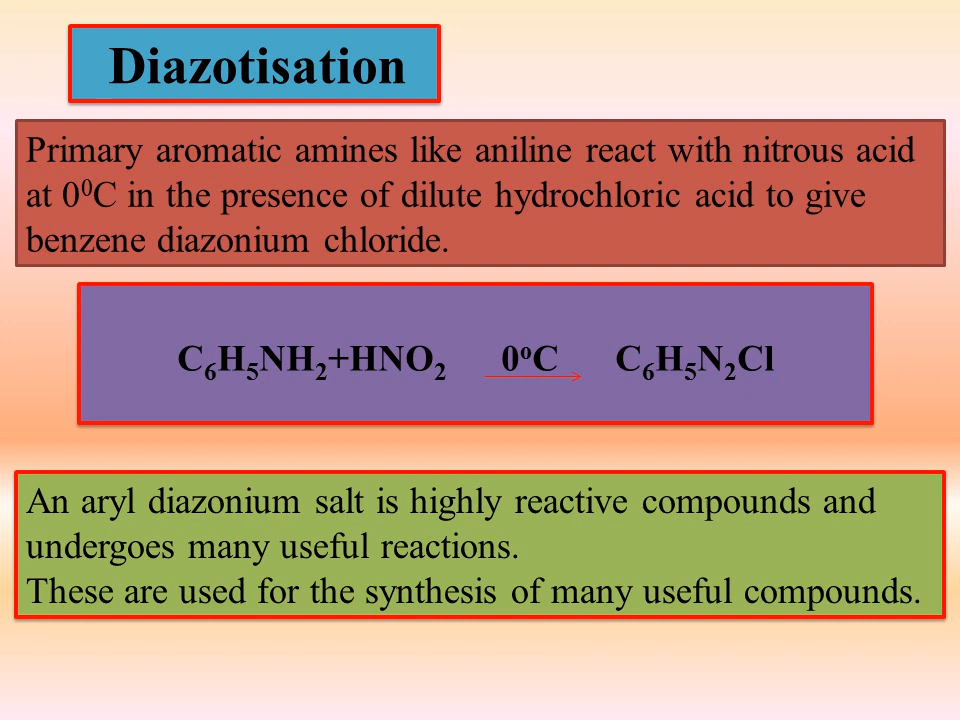 Diazotisation
Primary aromatic amines like aniline react with nitrous acid
at 0⁰C in the presence of dilute hydrochloric acid to give
benzene diazonium chloride.
C₆H₅NH₂+HNO₂ 0ᵒC C₆H₅N₂Cl
An aryl diazonium salt is highly reactive compounds and
undergoes many useful reactions.
These are used for the synthesis of many useful compounds.